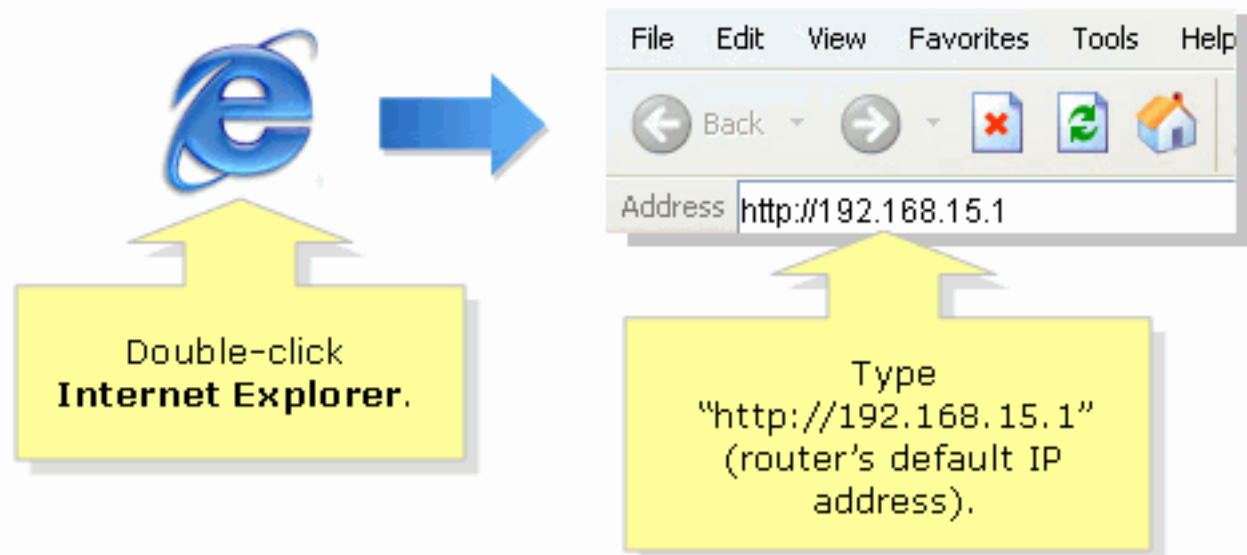 File Edit View Favorites Tools Help
Back
Address http://192.168.15.1
Double-click
Internet Explorer.
Type
“http://192.168.15.1”
(router’s default IP
address).